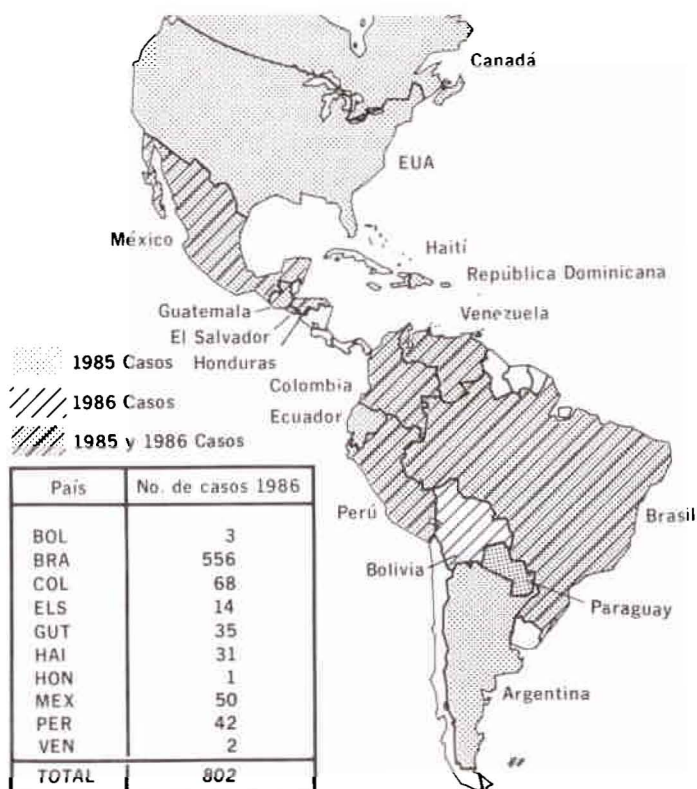 Canadá
EUA
México
Haití
República Dominicana
Guatemala
Venezuela
El Salvador
Honduras
1985 Casos
Colombia
1986 Casos
Ecuador
1985 y 1986 Casos
País No. de casos 1986
BOL 3
BRA 556
COL 68
ELS 14
GUT 35
HAI 31
HON 1
MEX 50
PER 42
VEN 2
TOTAL 802
Perú
Brasil
Bolivia
Paraguay
Argentina